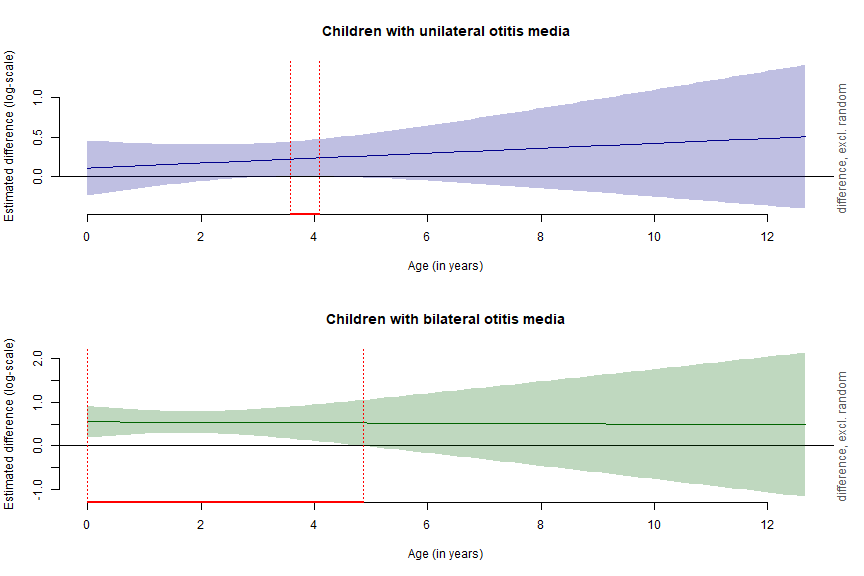 Children with unilateral otitis media
Estimated difference (log-scale)
1.0
0.5
0.0
difference, excl. random
0 2 4 6 8 10 12
Age (in years)
Children with bilateral otitis media
Estimated difference (log-scale)
2.0
1.0
0.0
-1.0
difference, excl. random
0 2 4 6 8 10 12
Age (in years)